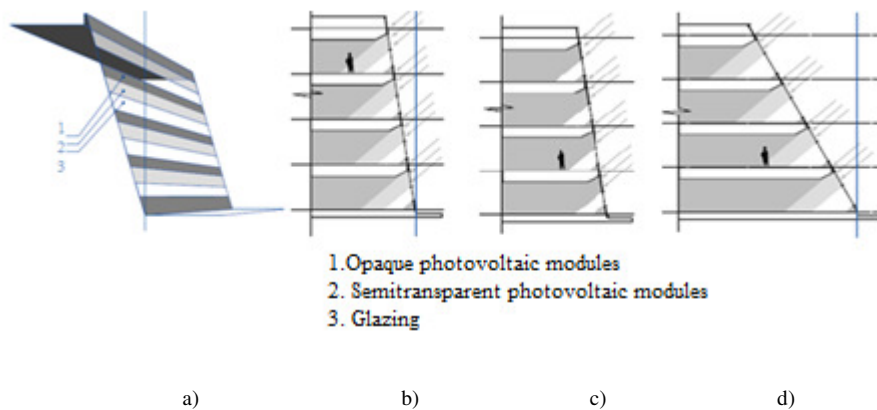 1
2
3
1.Opaque photovoltaic modules
2. Semitransparent photovoltaic modules
3. Glazing
a) b) c) d)